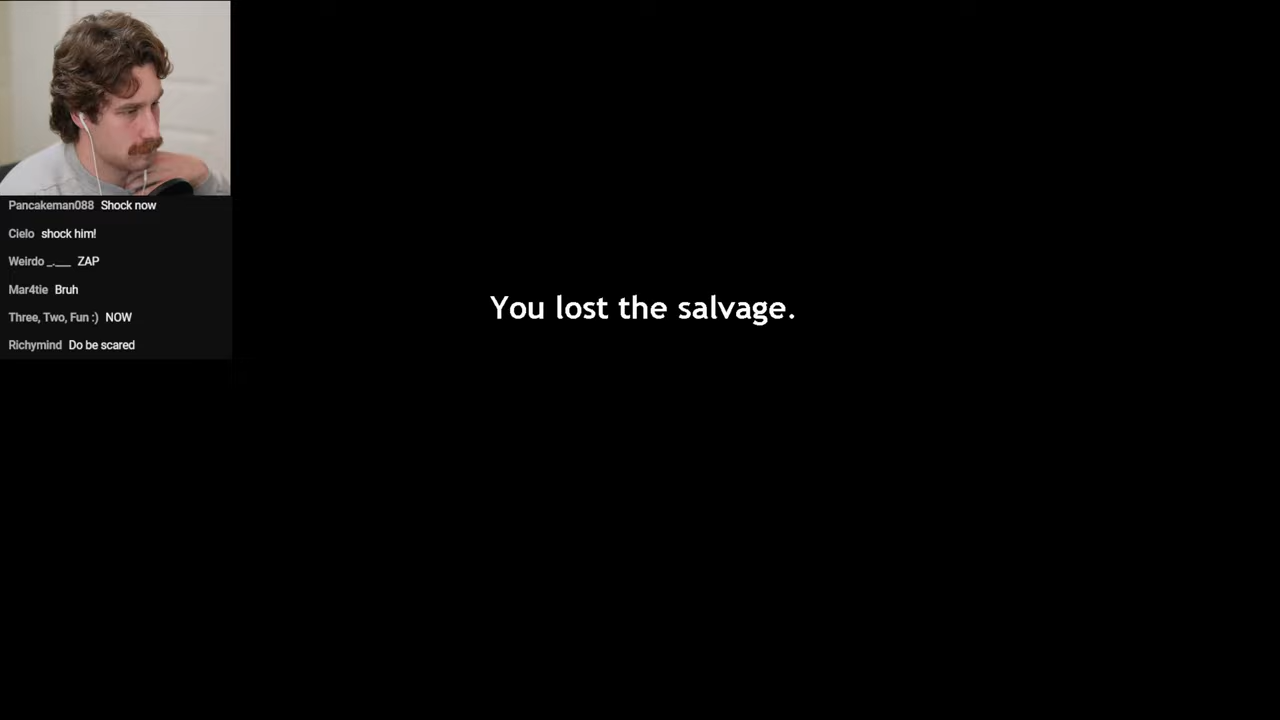 Pancakeman088 Shock now
Cielo shock him!
Weirdo _.___ ZAP
Mar4tie Bruh
Three, Two, Fun :) NOW
Richymind Do be scared
You lost the salvage.